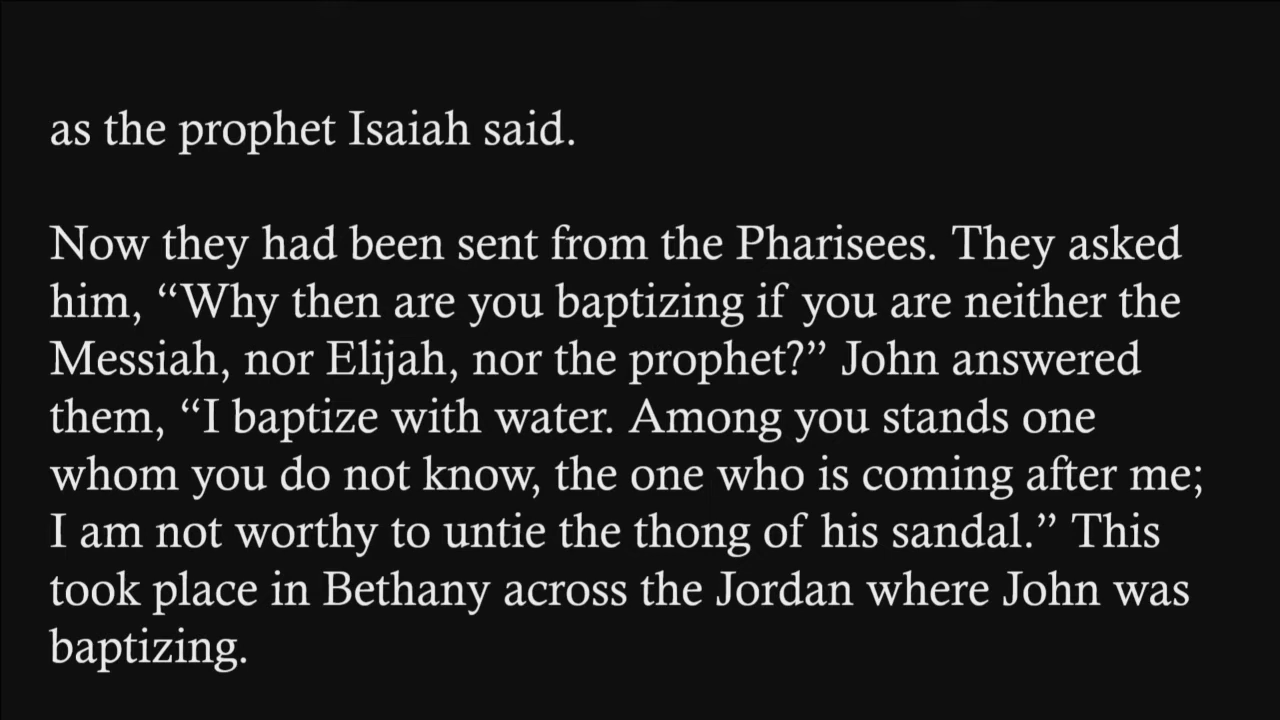 as the prophet Isaiah said.
Now they had been sent from the Pharisees. They asked
him, “Why then are you baptizing if you are neither the
Messiah, nor Elijah, nor the prophet?” John answered
them, “I baptize with water. Among you stands one
whom you do not know, the one who is coming after me;
I am not worthy to untie the thong of his sandal.” This
took place in Bethany across the Jordan where John was
baptizing.